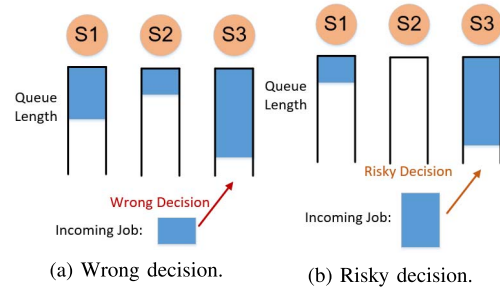 S1 S2 S3
Queue
Length
Wrong Decision
Incoming Job:
(a) Wrong decision.
S1 S2 S3
Queue
Length
Risky Decision
Incoming Job:
(b) Risky decision.